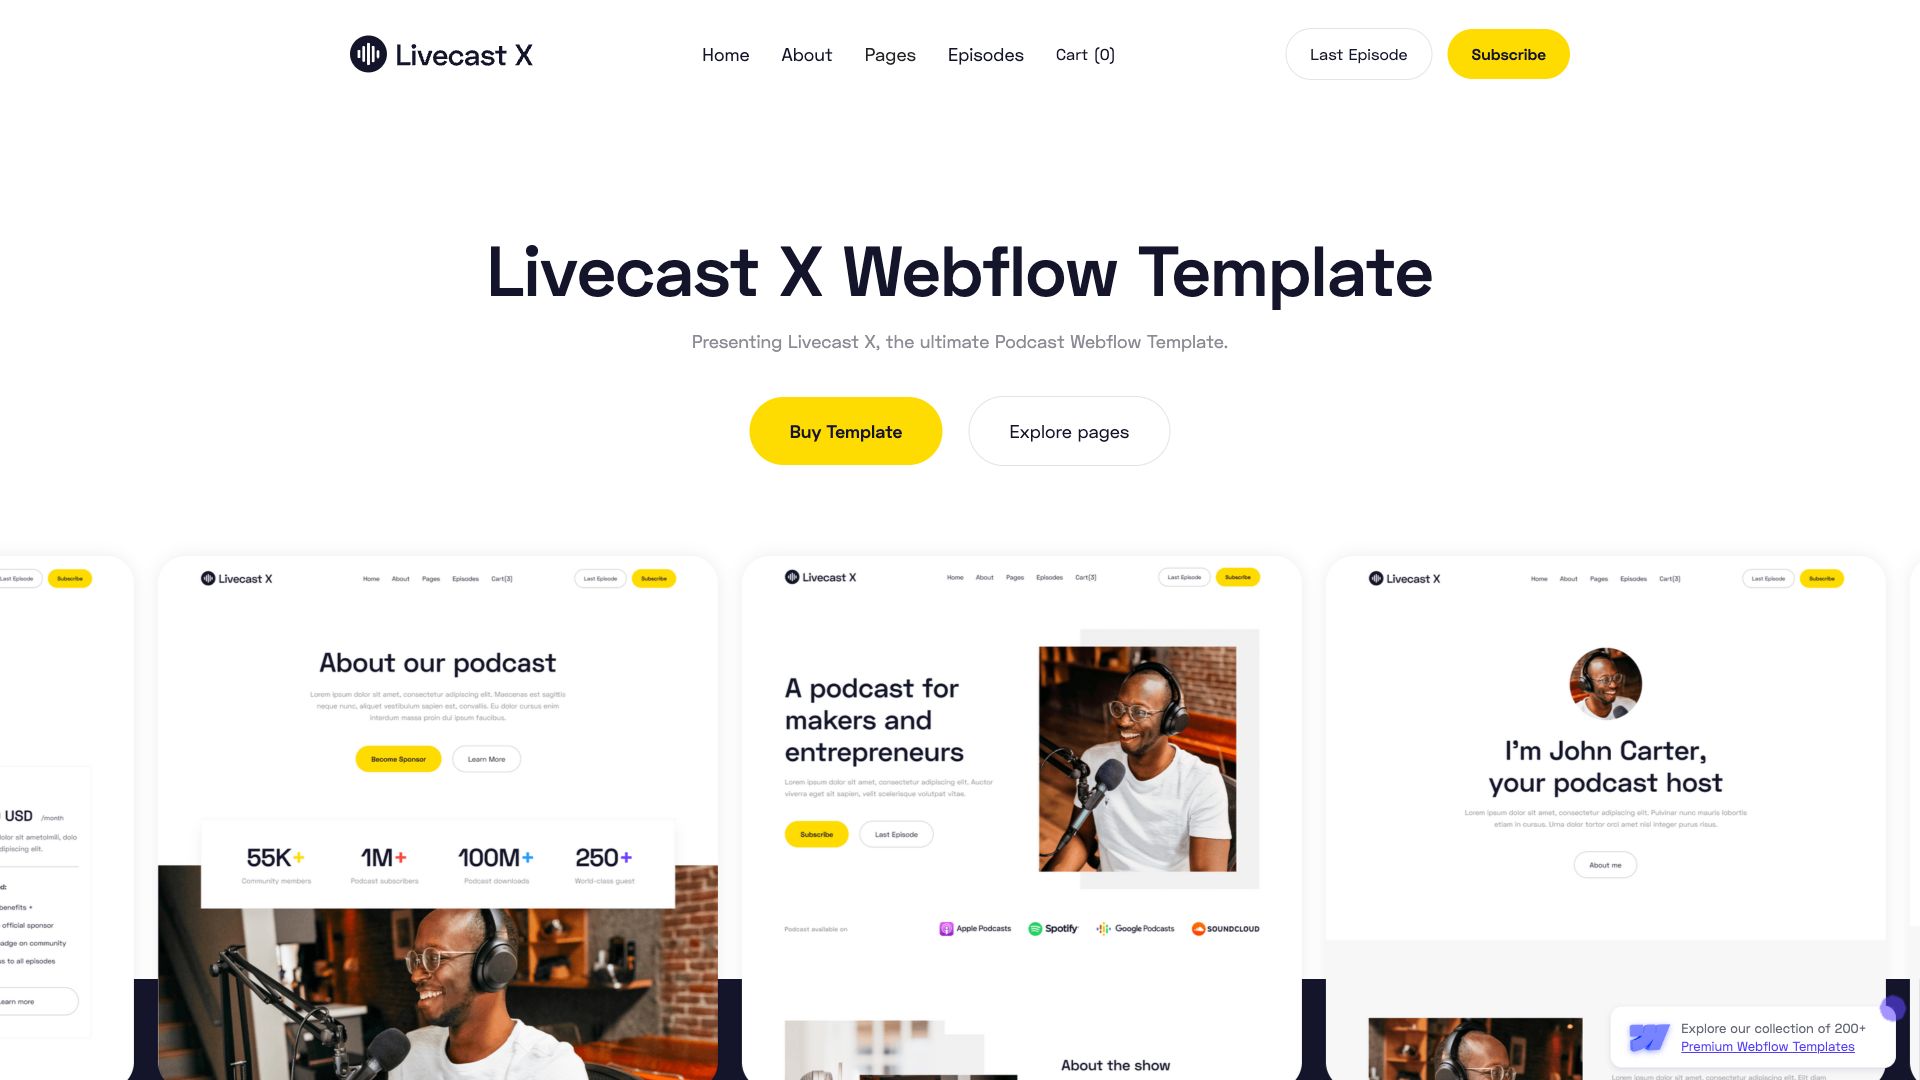 Livecast X
Home
About
Pages
Episodes
Cart (0)
Last Episode
Subscribe
Livecast X Webflow Template
Presenting Livecast X, the ultimate Podcast Webflow Template.
Buy Template
Explore pages
Last Episode
Subscribe
USD /month
dolor sit ametolmili, dolo
dipiscing elit.
benefits +
official sponsor
badge on community
us to all episodes
Learn more
Livecast X
Home
About
Pages
Episodes
Cart(3)
Last Episode
Subscribe
About our podcast
Lorem ipsum dolor sit amet, consectetur adipiscing elit. Maecenas est sagittis
neque nunc, aliquet vestibulum sapien est, convallis. Eu dolor cursus enim
interdum massa proin dui ipsum faucibus.
Become Sponsor
Learn More
55K+
Community members
1M+
Podcast subscribers
100M+
Podcast downloads
250+
World-class guest
Livecast X
Home
About
Pages
Episodes
Cart(3)
Last Episode
Subscribe
A podcast for
makers and
entrepreneurs
Lorem ipsum dolor sit amet, consectetur adipiscing elit. Auctor
viverra eget sit sapien, velit scelerisque volutpat vitae.
Subscribe
Last Episode
Podcast available on
Apple Podcasts
Spotify
Google Podcasts
SOUNDCLOUD
About the show
Livecast X
Home
About
Pages
Episodes
Cart(3)
Last Episode
Subscribe
I'm John Carter,
your podcast host
Lorem ipsum dolor sit amet, consectetur adipiscing elit. Pulvinar nunc mauris lobortis
etiam in cursus. Urna dolor tortor orci amet nisl integer purus risus.
About me
Explore our collection of 200+
Premium Webflow Templates
Lorem ipsum dolor sit amet, consectetur adipiscing elit. Elit diam